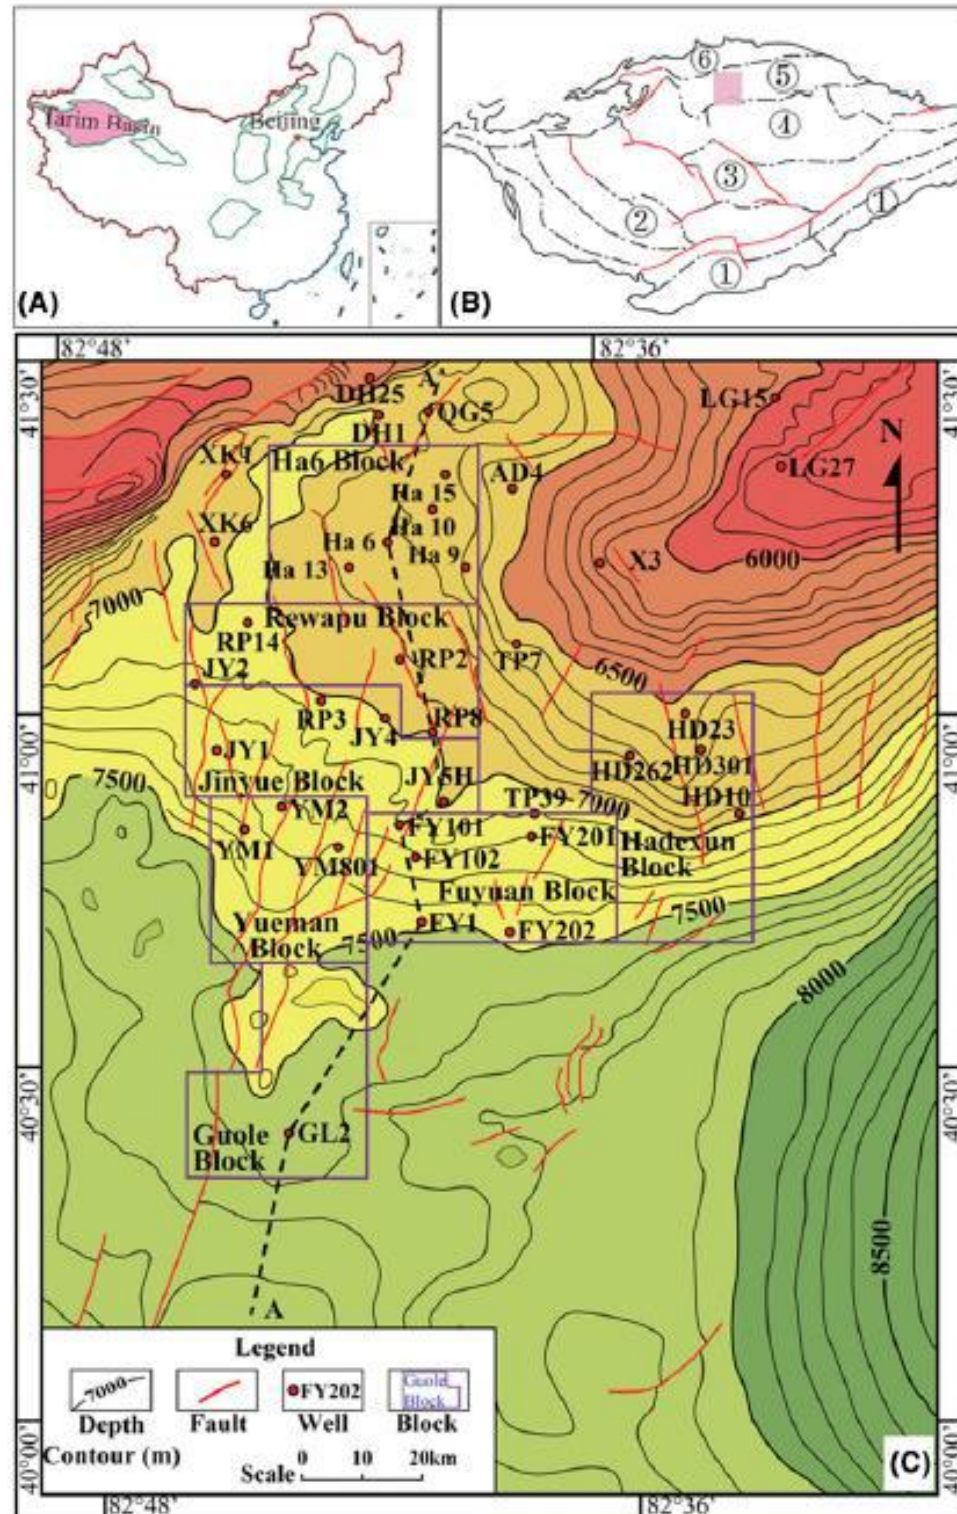 Tarim Basin
Beijing
(A)
⑥
⑤
④
③
②
①
①
(B)
82°48'
82°36'
41°30'
41°30'
DH25
A'
QG5
LG15
DH1
N
XK4
Ha6 Block
AD4
LG27
Ha 15
Ha 10
XK6
Ha 6
Ha 9
6000
Ha 13
X3
7000
Rewapu Block
RP14
RP2
TP7
6500
JY2
RP3
JY4
RP8
HD23
41°00'
41°00'
JY1
HD262
HD301
7500
Jinyue Block
JY5H
TP39
7000
HD10
YM2
FY101
FY201
Hadexun
Block
YM1
YM801
FY102
Fuyuan Block
Yueman
Block
7500
FY1
FY202
7500
8000
40°30'
40°30'
Guole
Block
GL2
8500
A
Legend
7000
FY202
Guole
Block
Depth
Fault
Well
Block
Contour (m)
Scale
0 10 20km
(C)
40°00'
40°00'
82°48'
82°36'